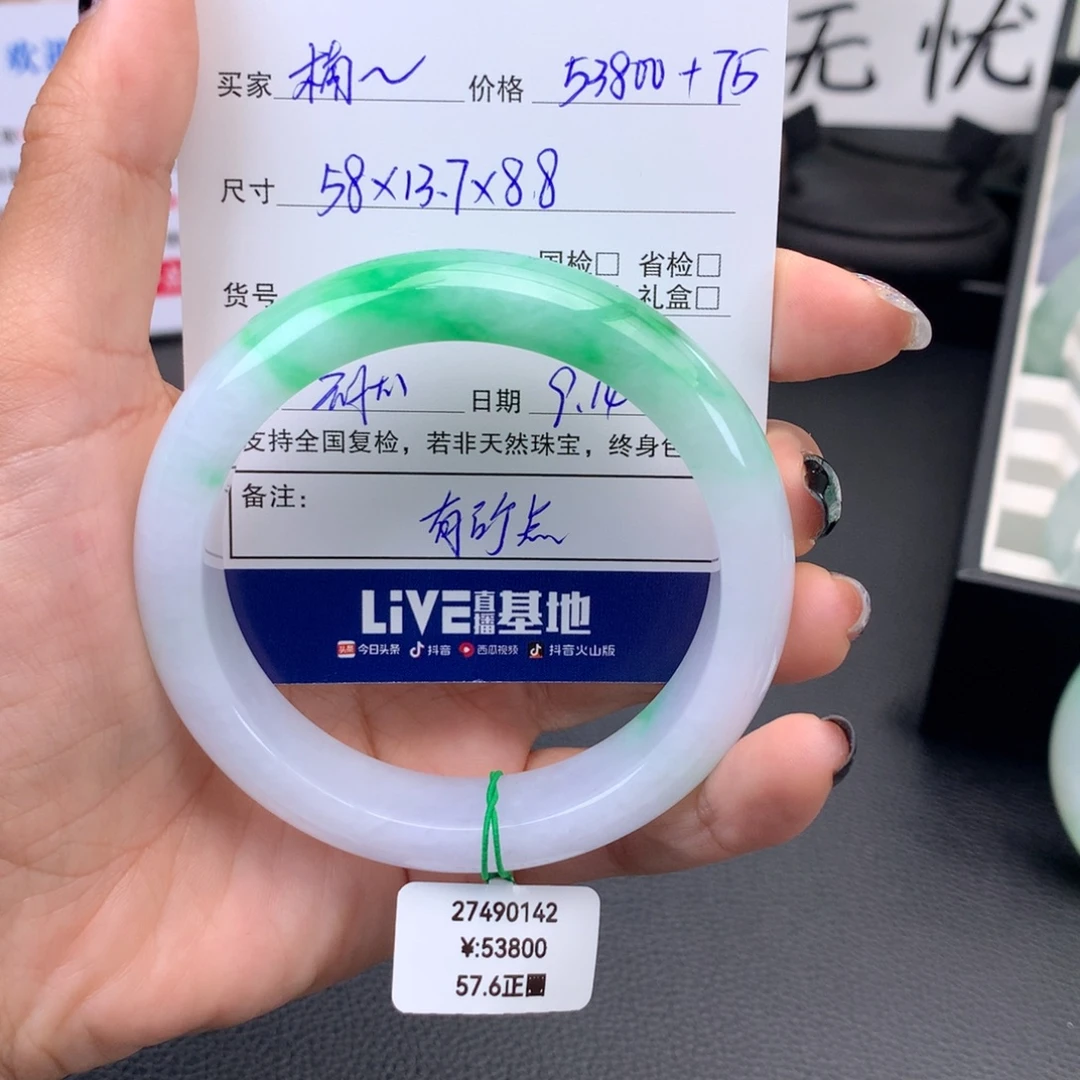 无忧
欢迎
买家 楠～ 价格 53800+75
尺寸 58×13.7×8.8
国检□ 省检□
货号 礼盒□
日期 9.14
支持全国复检，若非天然珠宝，终身包
备注：
有矿点
LiVE直播基地
头条 今日头条 抖音 西瓜视频 抖音火山版
27490142
¥:53800
57.6正